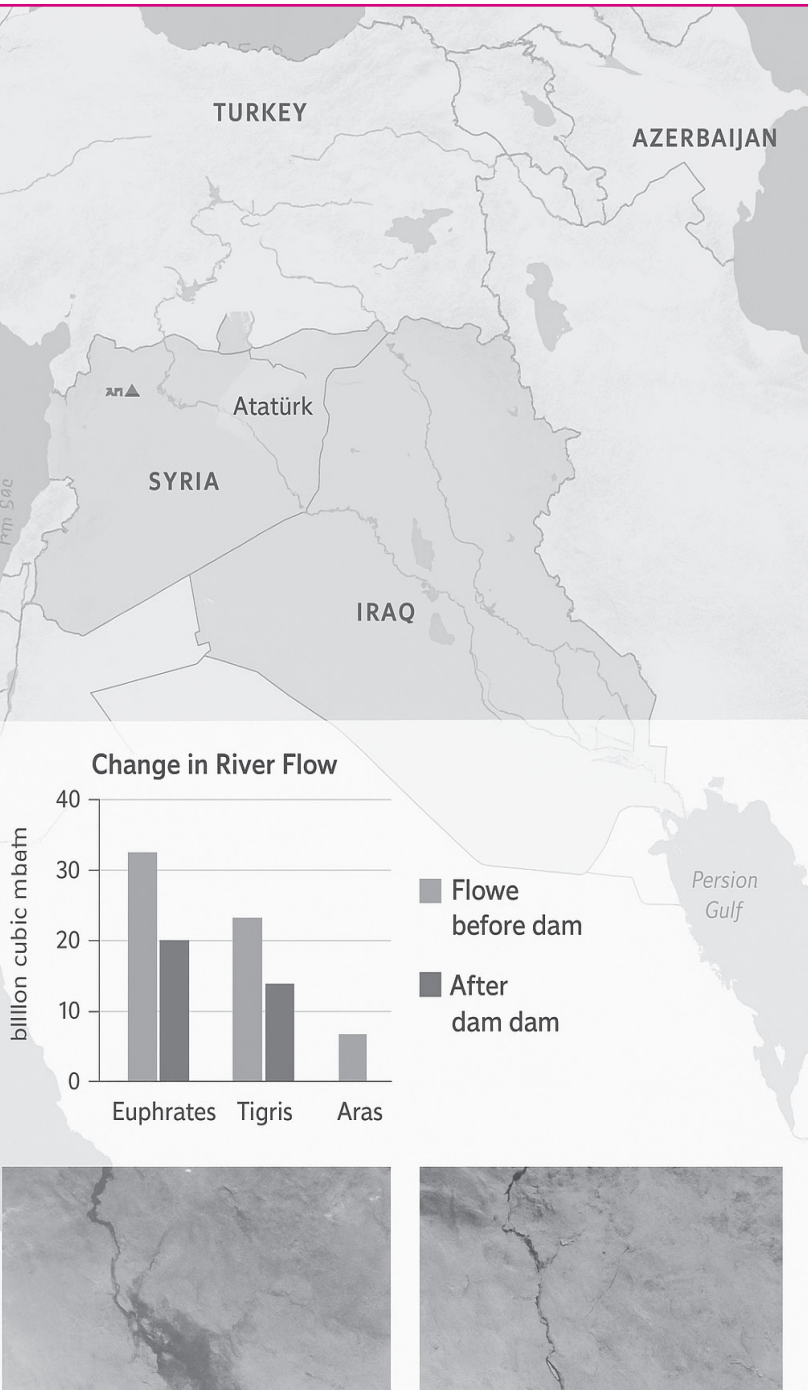 TURKEY
AZERBAIJAN
Atatürk
SYRIA
IRAQ
Change in River Flow
40
30
20
10
0
billion cubic mbam
Euphrates
Tigris
Aras
Flowe
before dam
After
dam dam
Persion
Gulf